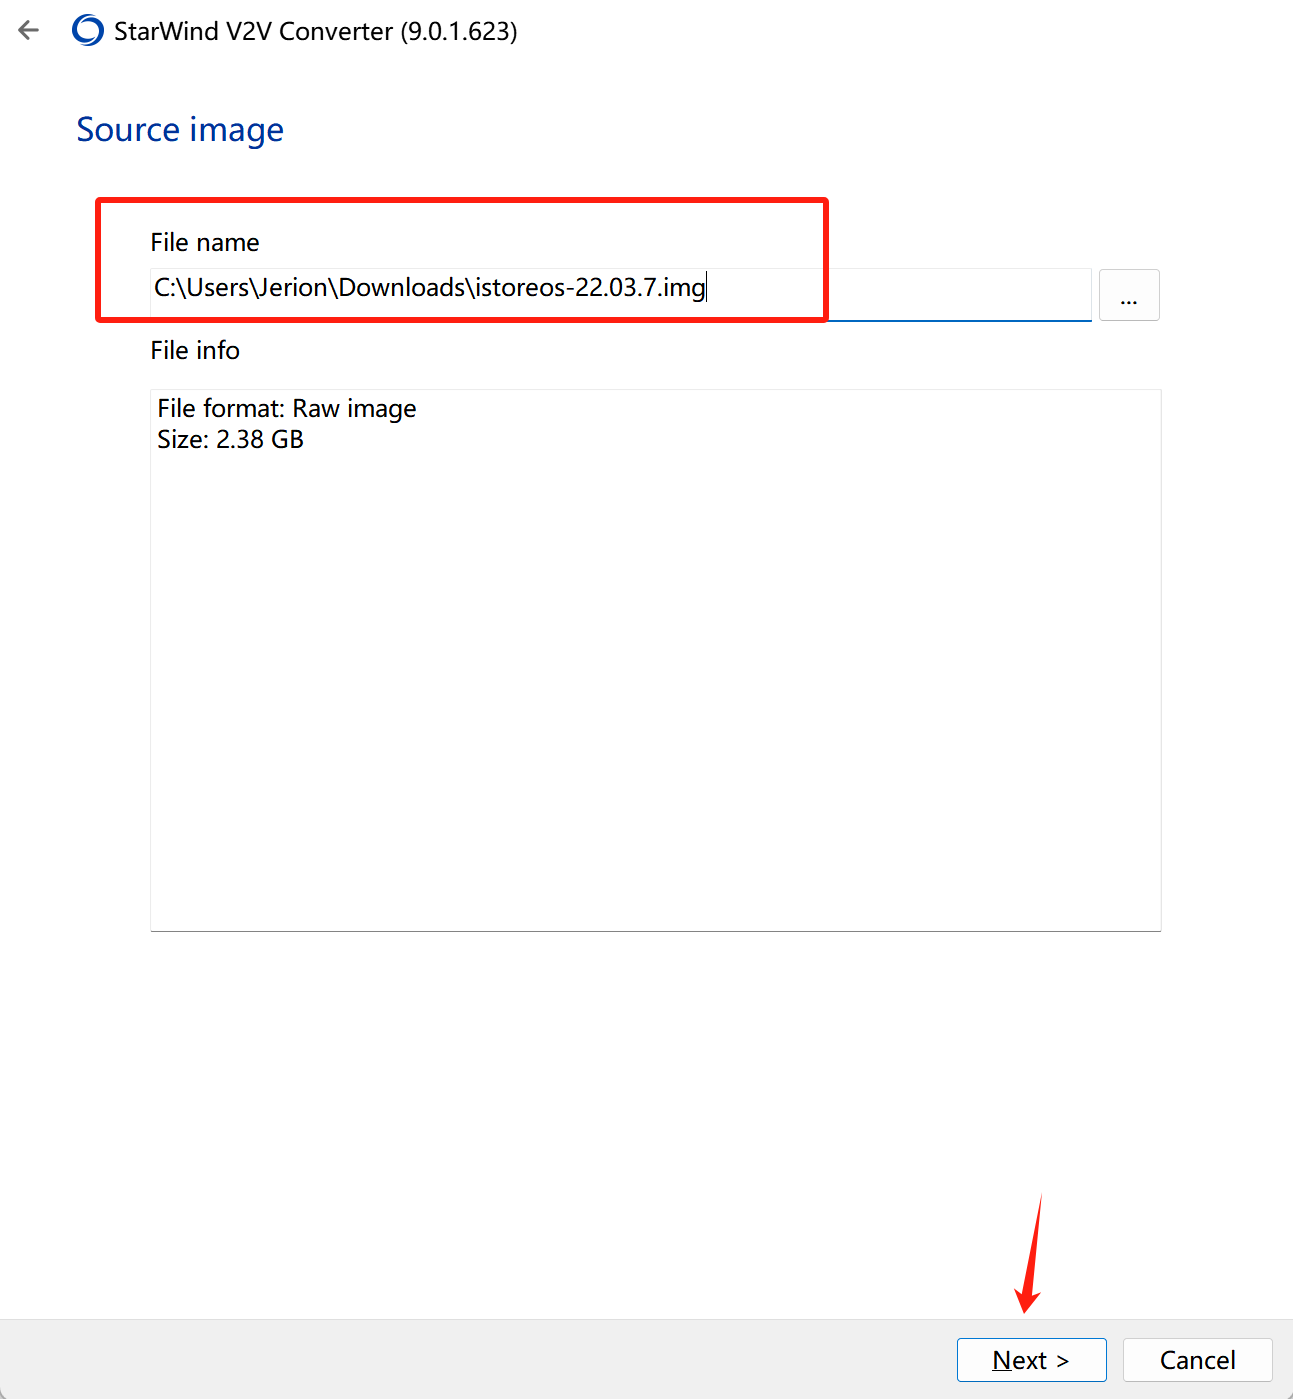 StarWind V2V Converter (9.0.1.623)
Source image
File name
C:\Users\Jerion\Downloads\istoreos-22.03.7.img
...
File info
File format: Raw image
Size: 2.38 GB
Next >
Cancel